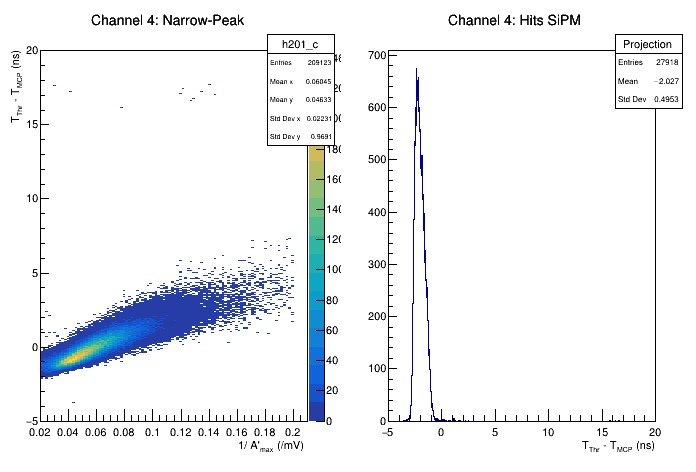 Channel 4: Narrow-Peak
h201_c
Entries 209123
Mean x 0.06045
Mean y 0.04633
Std Dev x 0.02231
Std Dev y 0.9691
T_Thr - T_MCP (ns)
20
15
10
5
0
−5
0.02 0.04 0.06 0.08 0.1 0.12 0.14 0.16 0.18 0.2
1/ A'_max (/mV)
160
140
120
100
80
60
40
20
0
Channel 4: Hits SiPM
Projection
Entries 27918
Mean −2.027
Std Dev 0.4953
700
600
500
400
300
200
100
0
−5 0 5 10 15 20
T_Thr - T_MCP (ns)